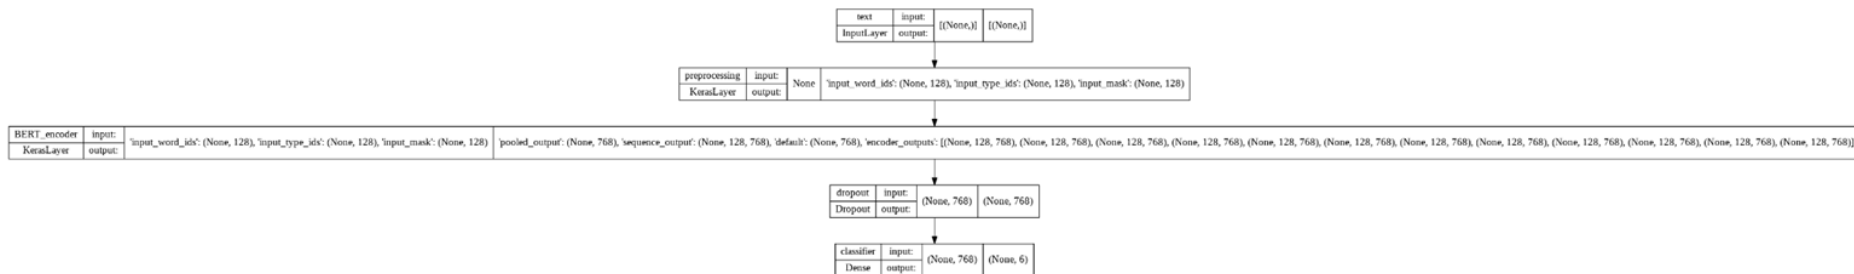 text input: [(None,)] [(None,)]
InputLayer output:
preprocessing input: None 'input_word_ids': (None, 128), 'input_type_ids': (None, 128), 'input_mask': (None, 128)
KerasLayer output:
BERT_encoder input: 'input_word_ids': (None, 128), 'input_type_ids': (None, 128), 'input_mask': (None, 128) 'pooled_output': (None, 768), 'sequence_output': (None, 128, 768), 'default': (None, 768), 'encoder_outputs': [(None, 128, 768), (None, 128, 768), (None, 128, 768), (None, 128, 768), (None, 128, 768), (None, 128, 768), (None, 128, 768), (None, 128, 768), (None, 128, 768), (None, 128, 768), (None, 128, 768), (None, 128, 768)]
KerasLayer output:
dropout input: (None, 768) (None, 768)
Dropout output:
classifier input: (None, 768) (None, 6)
Dense output: